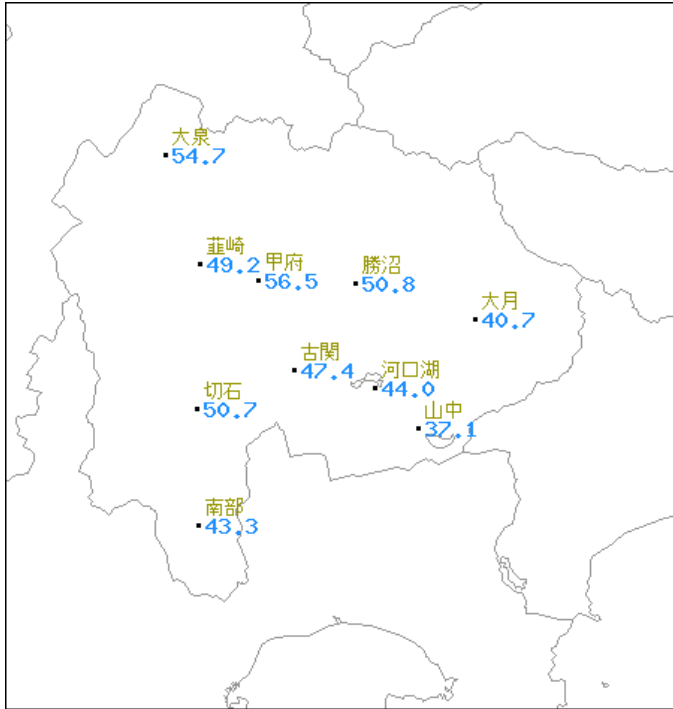 大泉
54.7
韮崎
49.2
甲府
56.5
勝沼
50.8
大月
40.7
古関
47.4
河口湖
44.0
切石
50.7
山中
37.1
南部
43.3